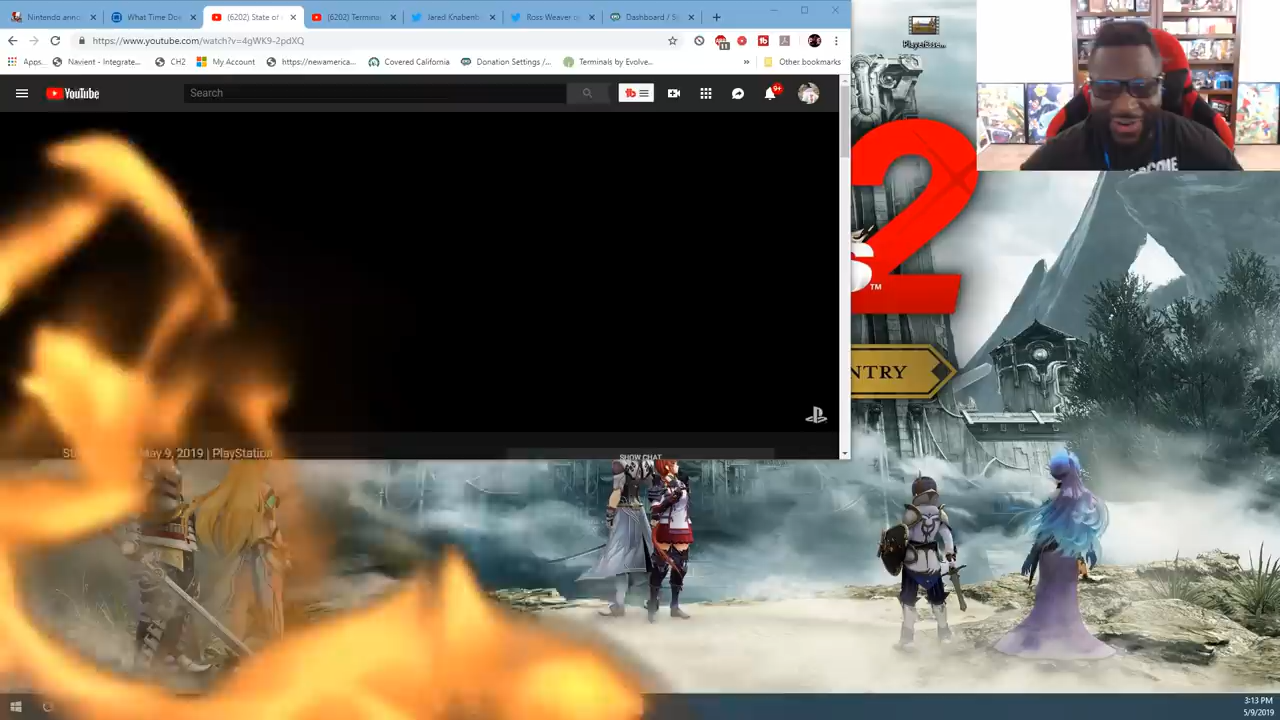 Nintendo anno
What Time Do
(6202) State of
(6202) Termina
Jared Knabenb
Ross Weaver o
Dashboard / S
https://www.youtube.com/watch?v=4gWK9-2pdXQ
Apps
Navient - Integrate...
CH2
My Account
https://newamerica...
Covered California
Donation Settings /...
Terminals by Evolve...
»
Other bookmarks
YouTube
Search
tb
9+
May 9, 2019 | PlayStation
SHOW CHAT
PlayerEsse...
2
TM
NTRY
3:13 PM
5/9/2019